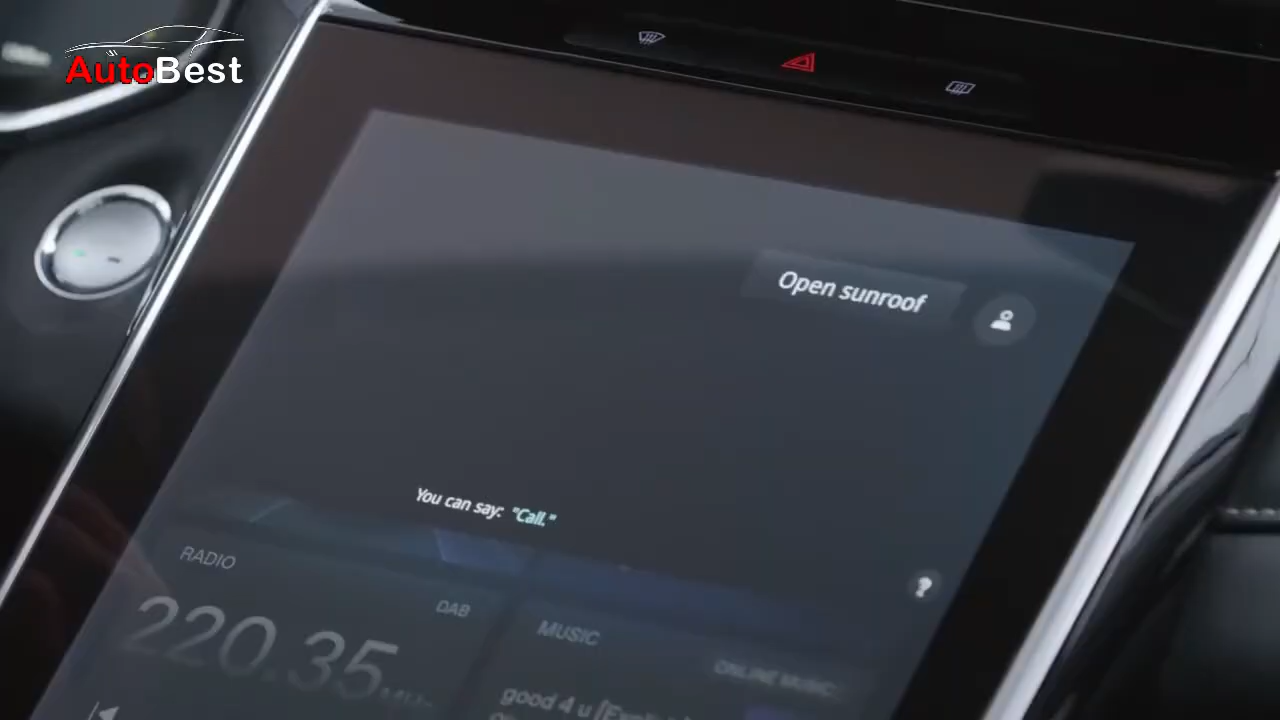 AutoBest
Open sunroof
You can say: "Call."
RADIO
DAB
220.35
MUSIC
ONLINE MUSIC
good 4 u